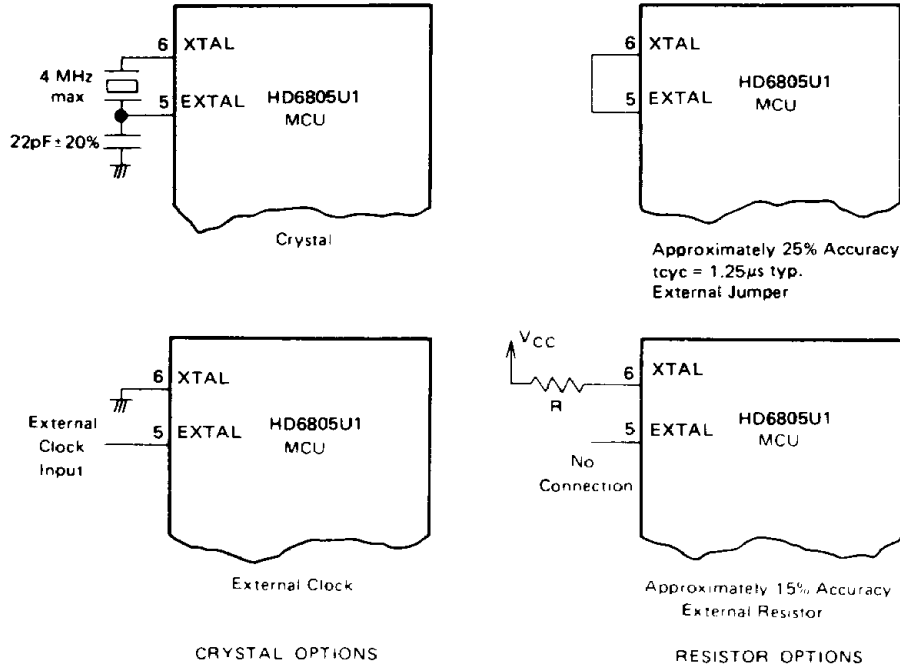 6 XTAL
4 MHz
max
5 EXTAL
HD6805U1
MCU
22pF ± 20%
Crystal
6 XTAL
5 EXTAL
HD6805U1
MCU
Approximately 25% Accuracy
tcyc = 1.25µs typ.
External Jumper
6 XTAL
External
Clock
Input
5 EXTAL
HD6805U1
MCU
External Clock
VCC
R
6 XTAL
5 EXTAL
HD6805U1
MCU
No
Connection
Approximately 15% Accuracy
External Resistor
CRYSTAL OPTIONS
RESISTOR OPTIONS